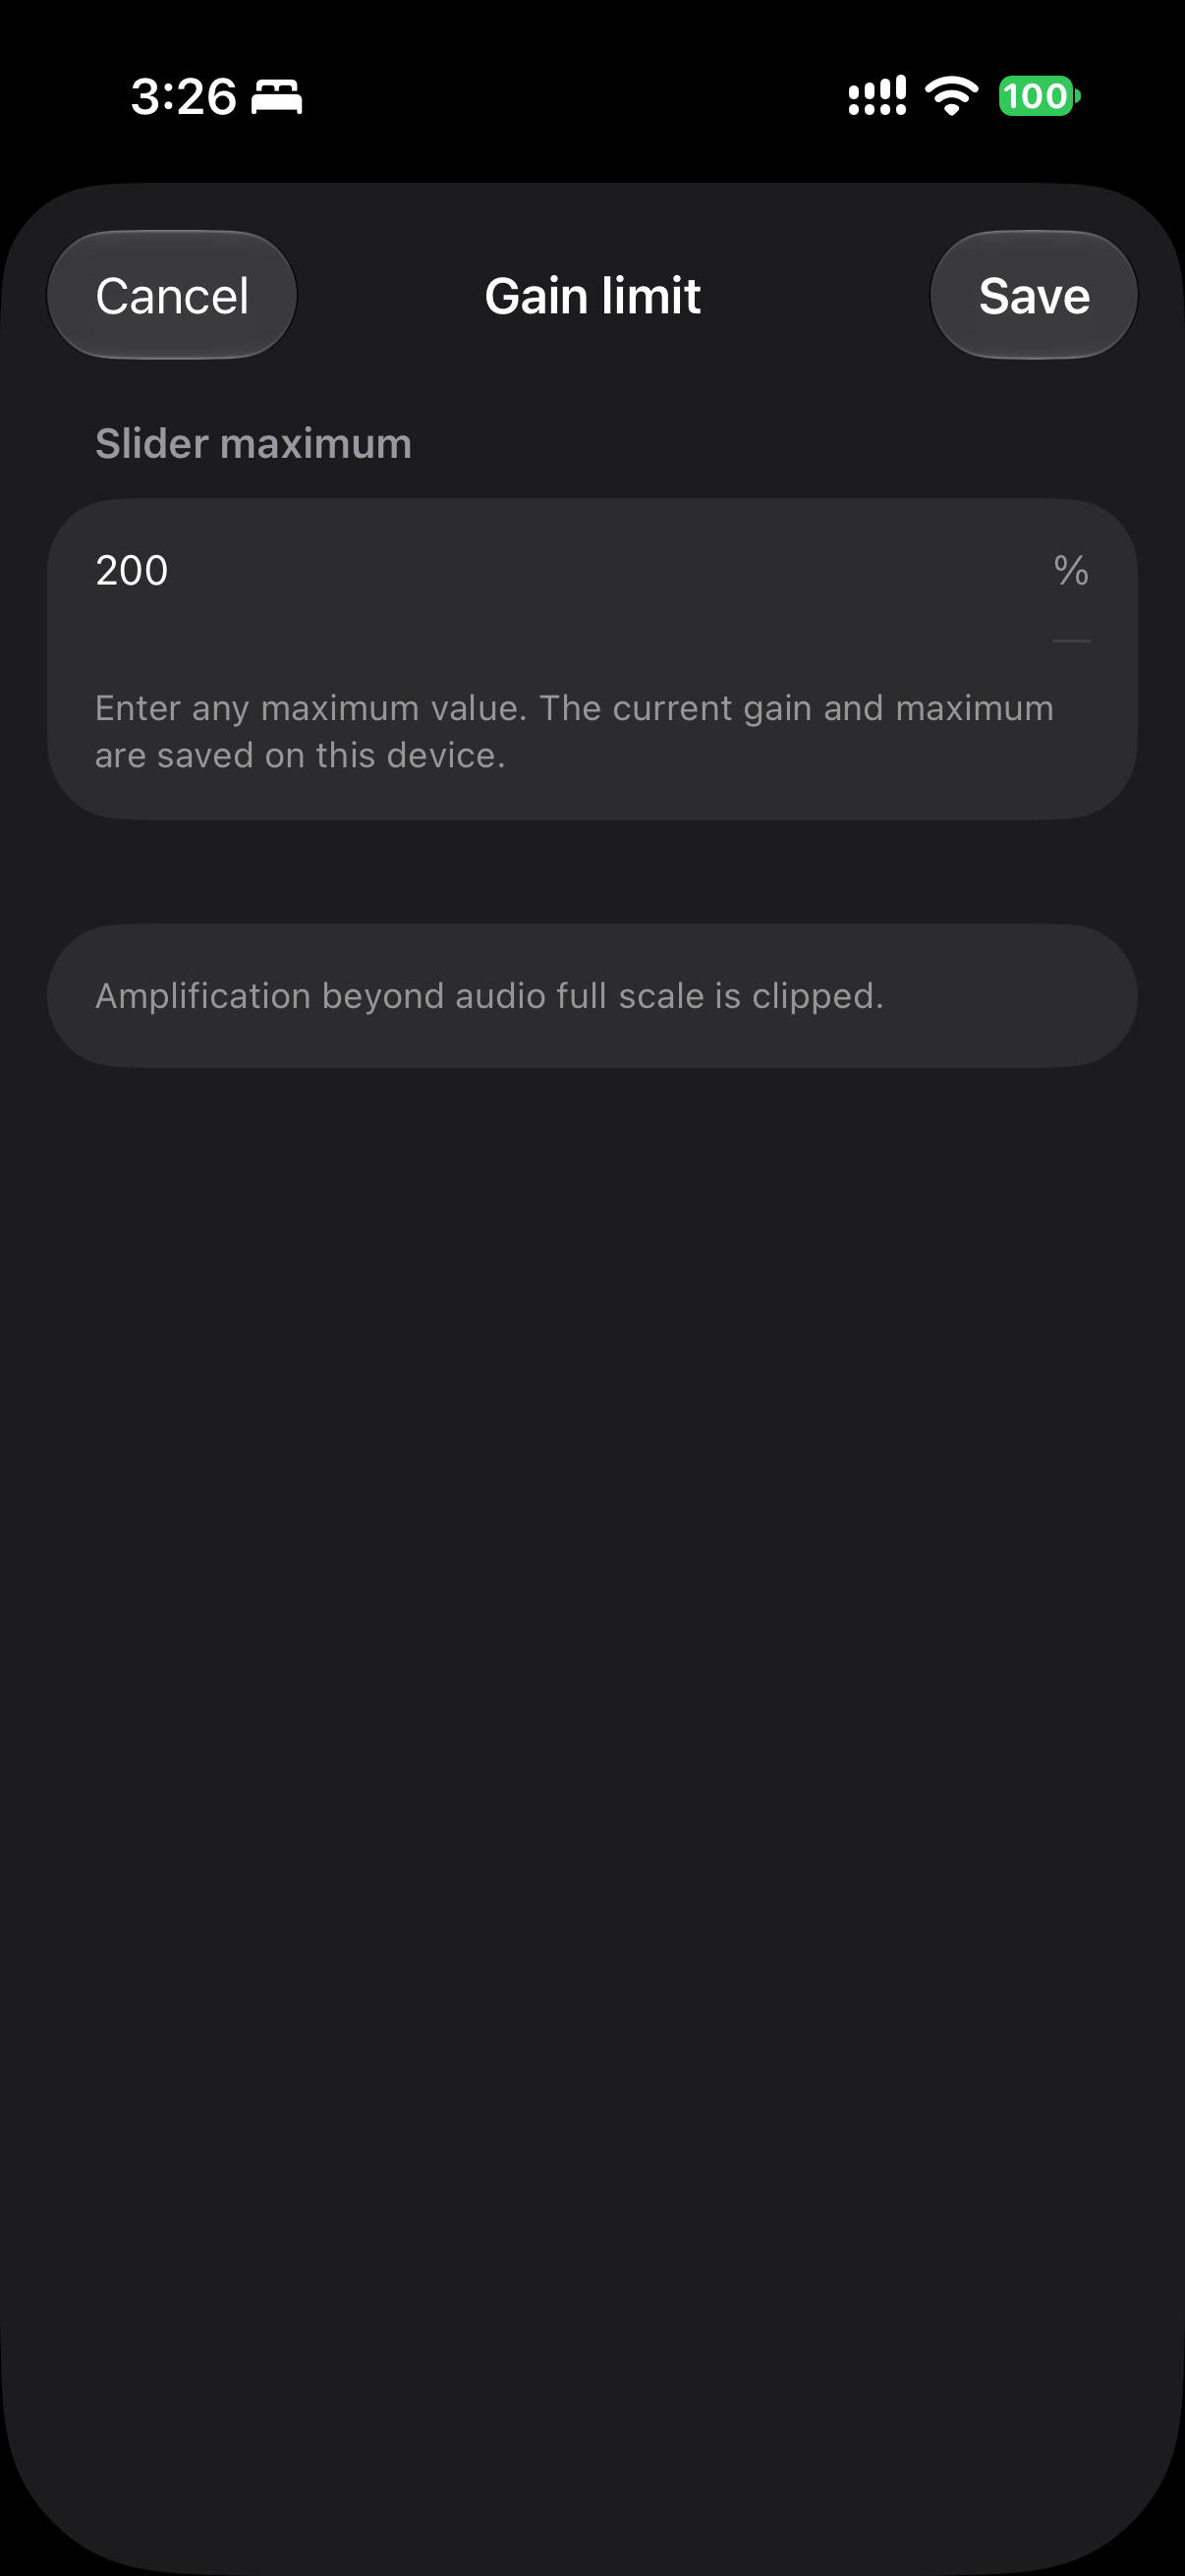 3:26
100
Cancel
Gain limit
Save
Slider maximum
200
%
Enter any maximum value. The current gain and maximum
are saved on this device.
Amplification beyond audio full scale is clipped.